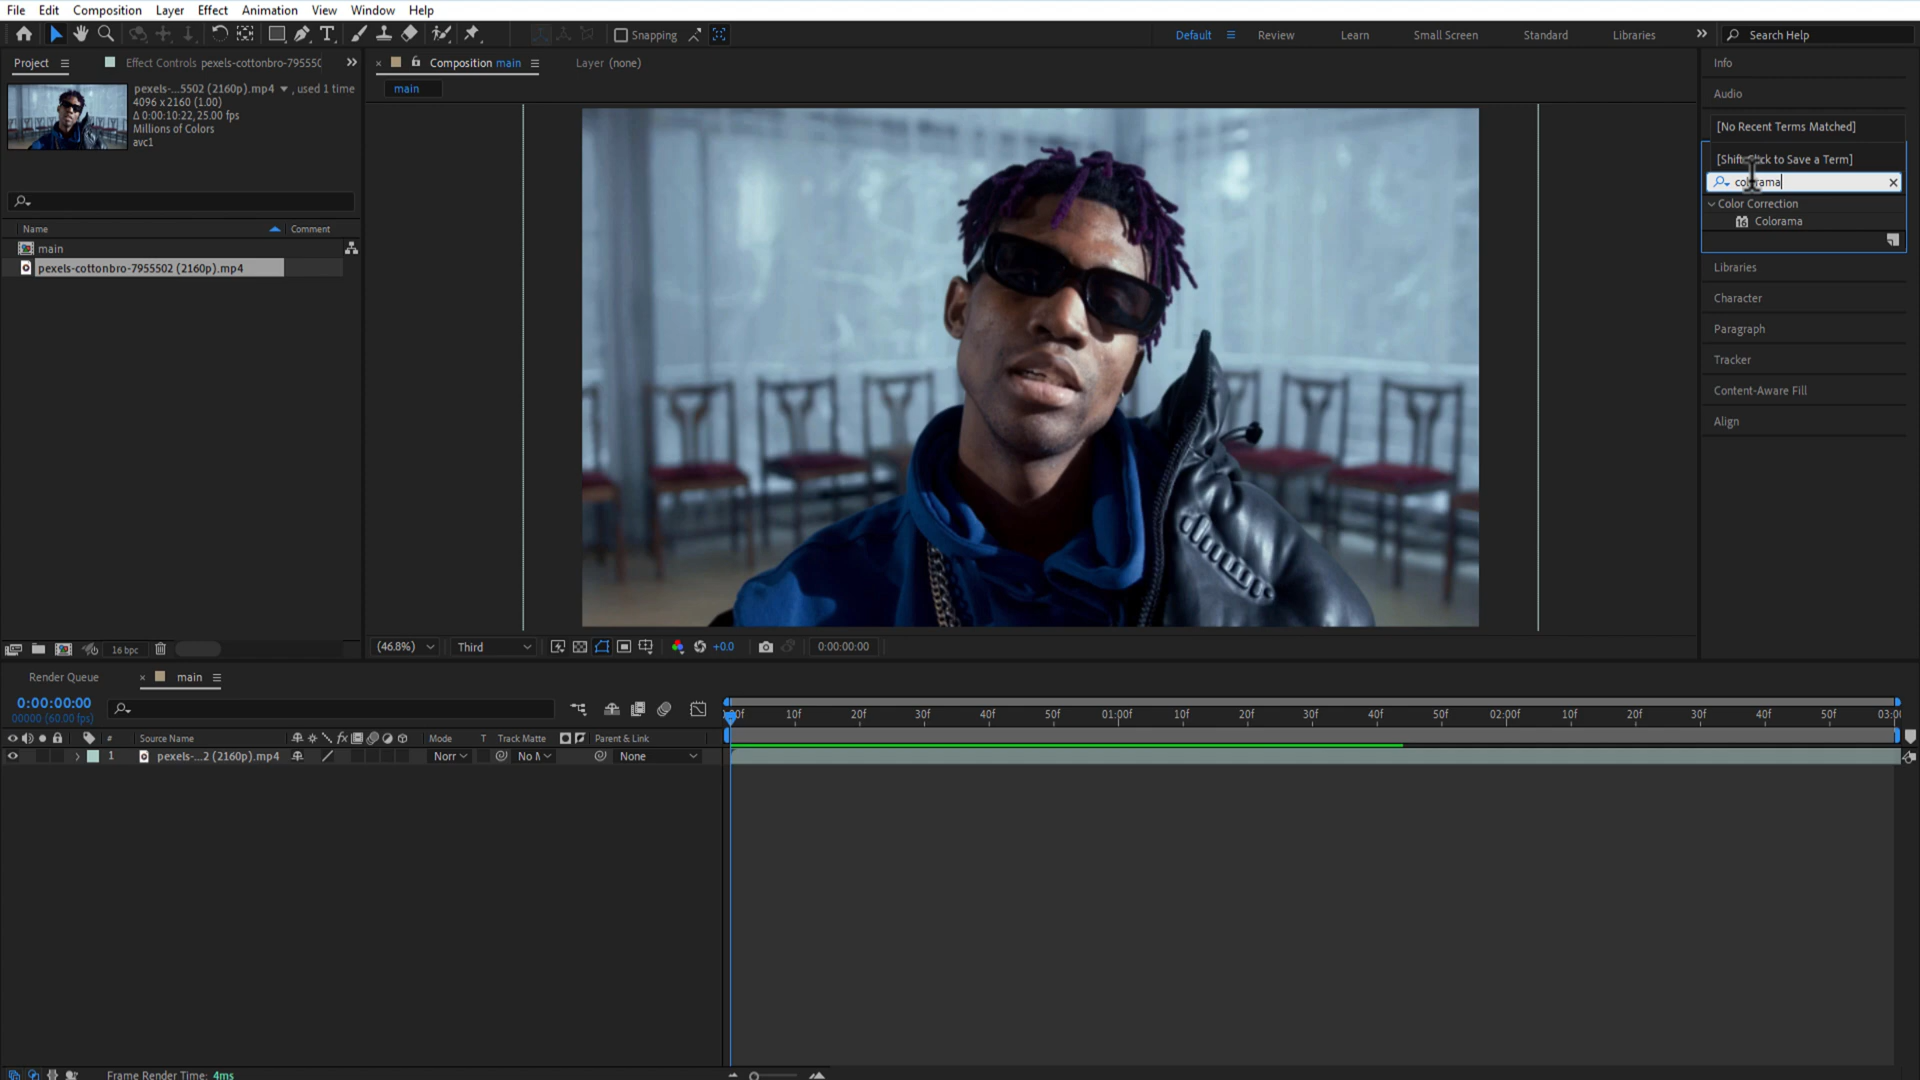 File Edit Composition Layer Effect Animation View Window Help
Snapping
Default Review Learn Small Screen Standard Libraries Search Help
Project Effect Controls pexels-cottonbro-795550
Composition main Layer (none)
main
pexels-...5502 (2160p).mp4 , used 1 time
4096 x 2160 (1.00)
Δ 0:00:10:22, 25.00 fps
Millions of Colors
avc1
Name Comment
main
pexels-cottonbro-7955502 (2160p).mp4
Info
Audio
[No Recent Terms Matched]
[Shift-Click to Save a Term]
colorama
Color Correction
Colorama
Libraries
Character
Paragraph
Tracker
Content-Aware Fill
Align
16 bpc
(46.8%) Third +0.0 0:00:00:00
Render Queue main
0:00:00:00
00000 (60.00 fps)
10f 20f 30f 40f 50f 01:00f 10f 20f 30f 40f 50f 02:00f 10f 20f 30f 40f 50f
# Source Name Mode T Track Matte Parent & Link
1 pexels-...2 (2160p).mp4 Norr No M None
Frame Render Time: 4ms